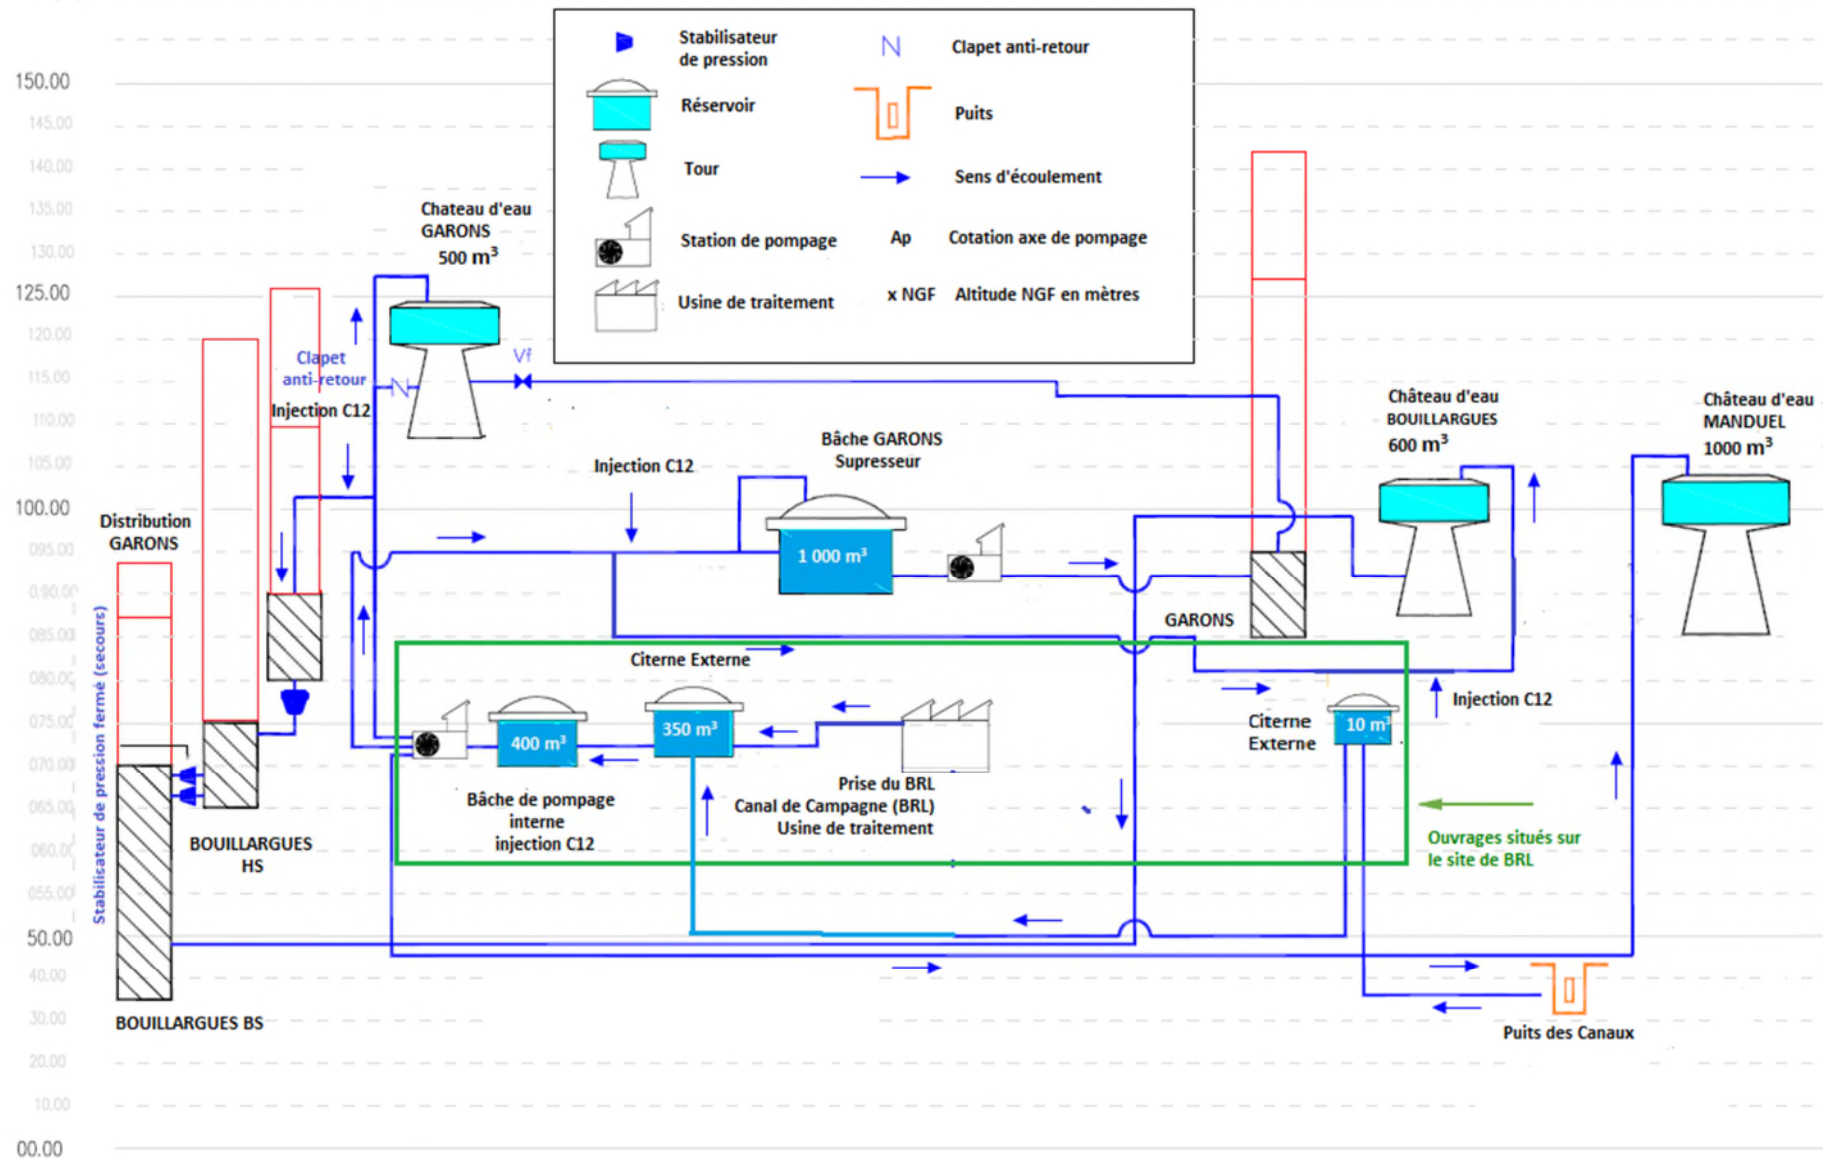 Stabilisateur
de pression
Clapet anti-retour
Réservoir
Puits
Tour
Sens d'écoulement
Station de pompage
Ap
Cotation axe de pompage
Usine de traitement
x NGF
Altitude NGF en mètres
150.00
145.00
140.00
135.00
130.00
125.00
120.00
115.00
110.00
105.00
100.00
095.00
090.00
085.00
080.00
075.00
070.00
065.00
060.00
055.00
50.00
40.00
30.00
20.00
10.00
00.00
Chateau d'eau
GARONS
500 m³
Clapet
anti-retour
Injection C12
Vf
Distribution
GARONS
Stabilisateur de pression fermé (secours)
Injection C12
Bâche GARONS
Supresseur
1 000 m³
GARONS
Château d'eau
BOUILLARGUES
600 m³
Château d'eau
MANDUEL
1000 m³
Citerne Externe
400 m³
350 m³
Bâche de pompage
interne
injection C12
Prise du BRL
Canal de Campagne (BRL)
Usine de traitement
Citerne
Externe
10 m³
Injection C12
Ouvrages situés sur
le site de BRL
BOUILLARGUES
HS
BOUILLARGUES BS
Puits des Canaux